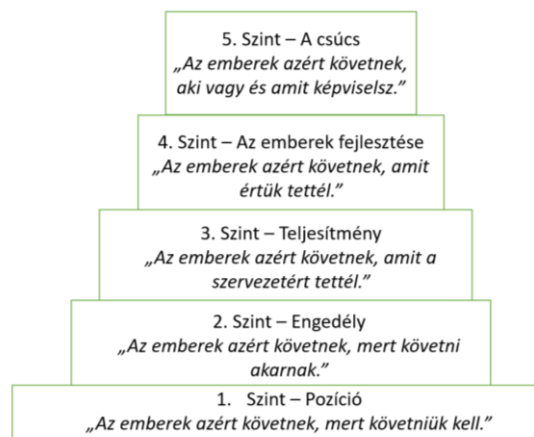 5. Szint – A csúcs
„Az emberek azért követnek,
aki vagy és amit képviselsz.”
4. Szint – Az emberek fejlesztése
„Az emberek azért követnek, amit
értük tettél.”
3. Szint – Teljesítmény
„Az emberek azért követnek, amit a
szervezetért tettél.”
2. Szint – Engedély
„Az emberek azért követnek, mert követni
akarnak.”
1. Szint – Pozíció
„Az emberek azért követnek, mert követniük kell.”